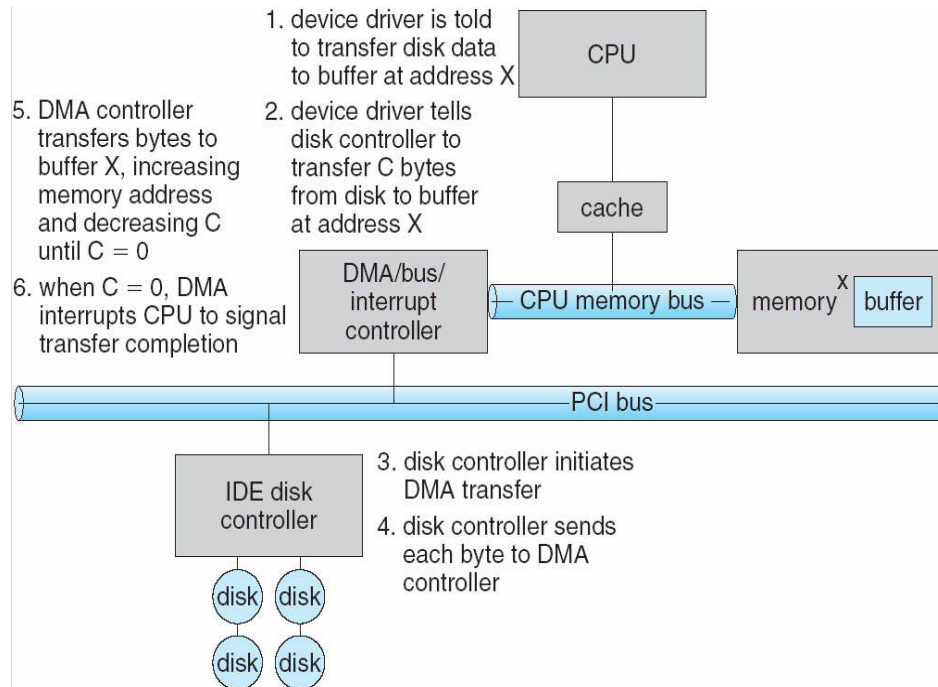 1. device driver is told
to transfer disk data
to buffer at address X
CPU
5. DMA controller
transfers bytes to
buffer X, increasing
memory address
and decreasing C
until C = 0
2. device driver tells
disk controller to
transfer C bytes
from disk to buffer
at address X
cache
6. when C = 0, DMA
interrupts CPU to signal
transfer completion
DMA/bus/
interrupt
controller
CPU memory bus
memory
x
buffer
PCI bus
IDE disk
controller
3. disk controller initiates
DMA transfer
4. disk controller sends
each byte to DMA
controller
disk
disk
disk
disk